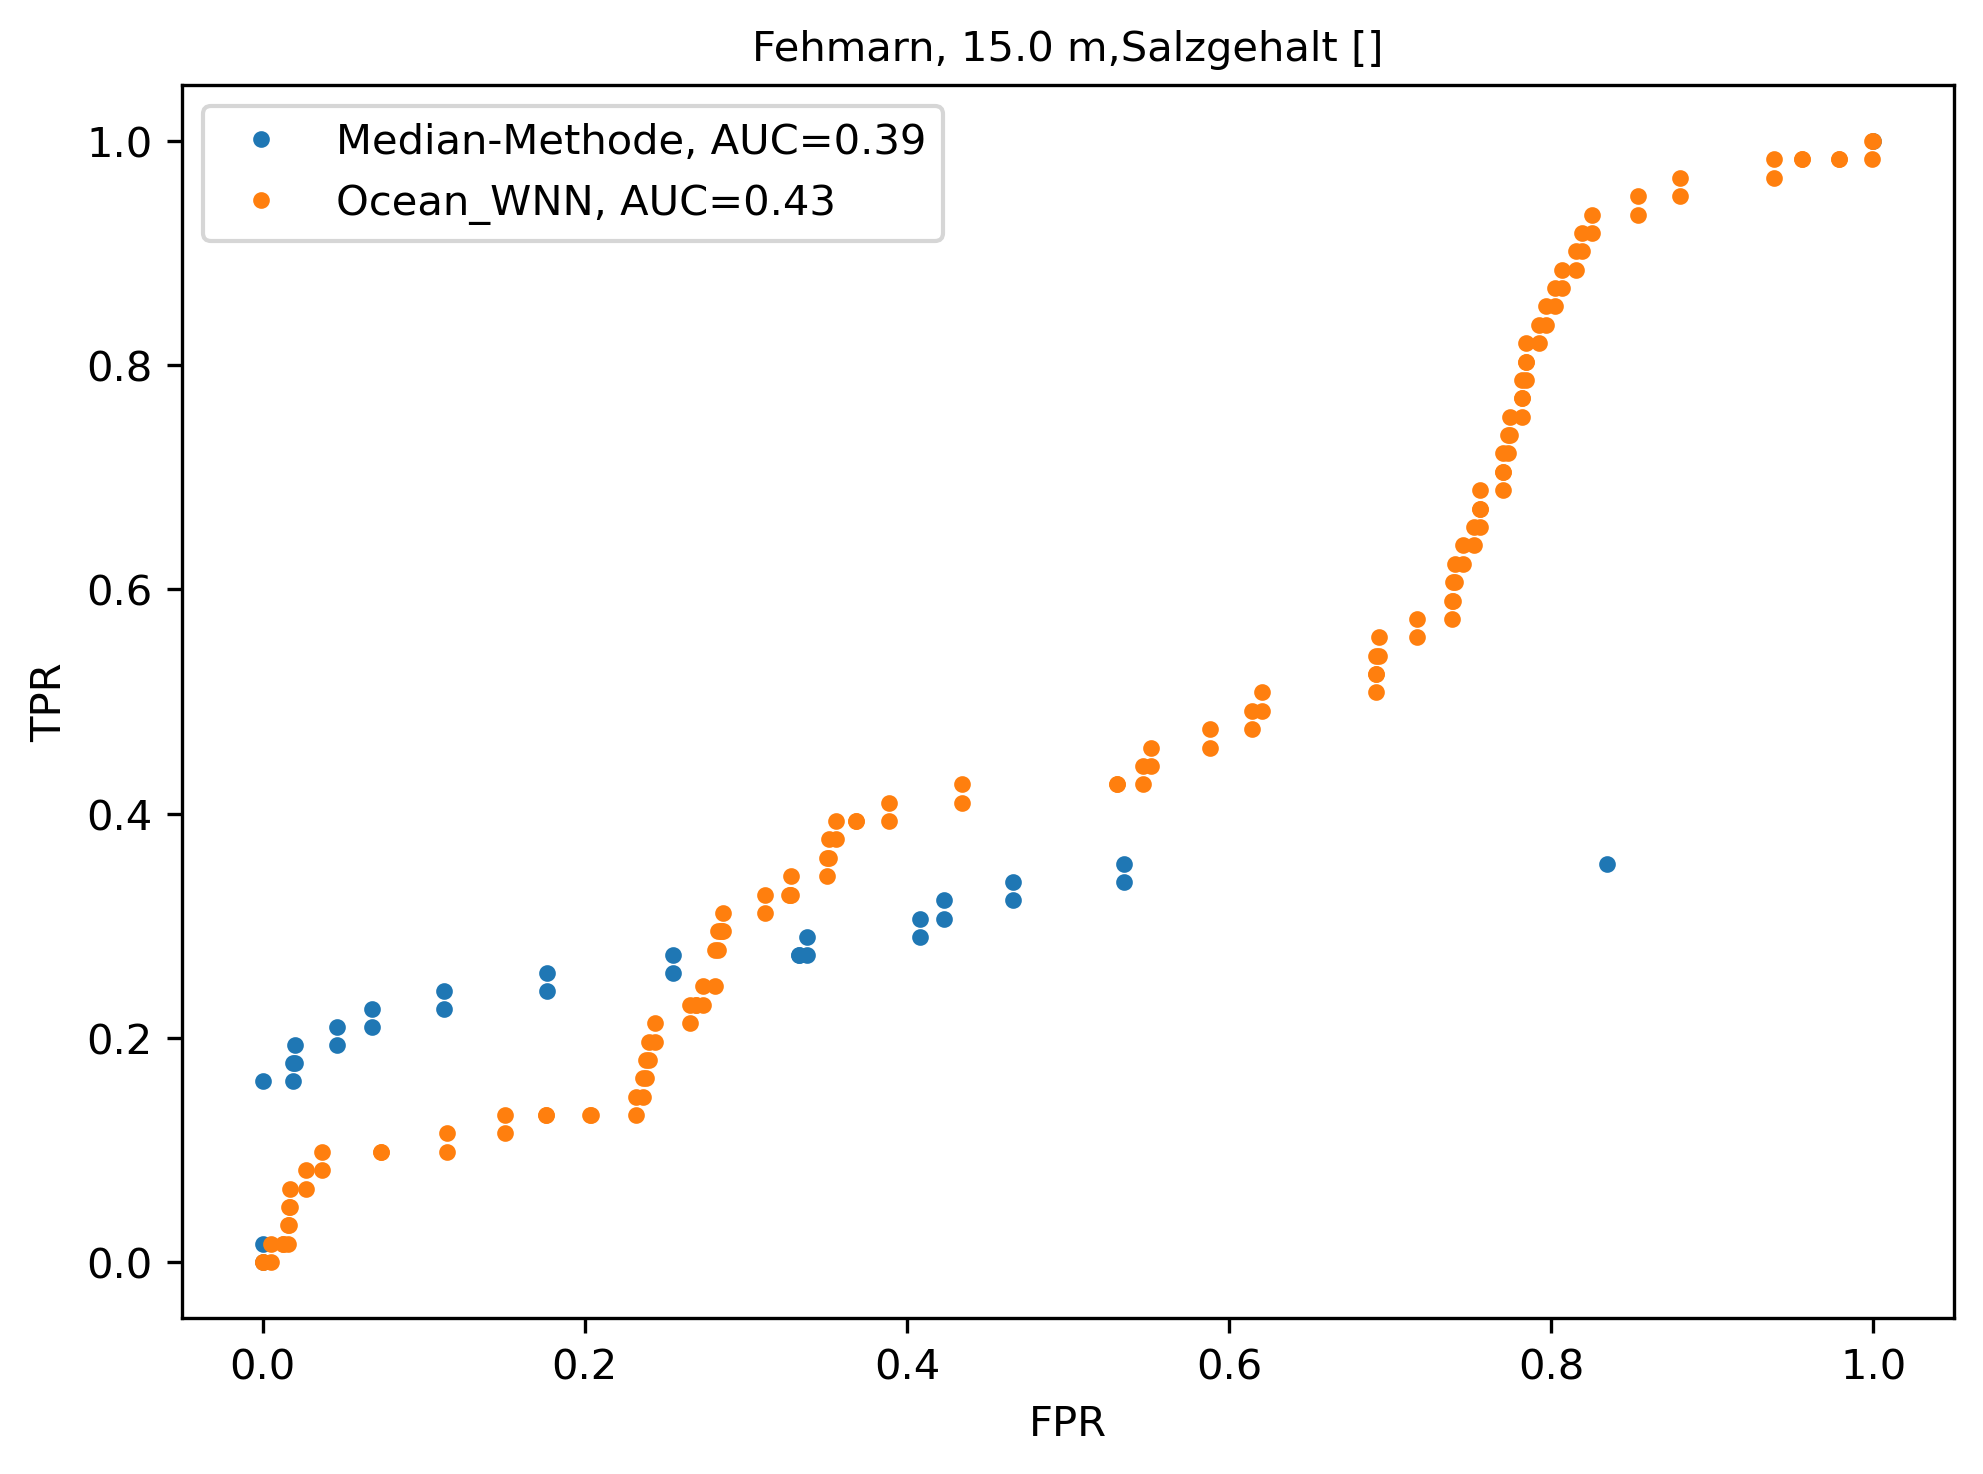 Fehmarn, 15.0 m,Salzgehalt []
Median-Methode, AUC=0.39
Ocean_WNN, AUC=0.43
1.0
0.8
0.6
0.4
0.2
0.0
TPR
0.0 0.2 0.4 0.6 0.8 1.0
FPR